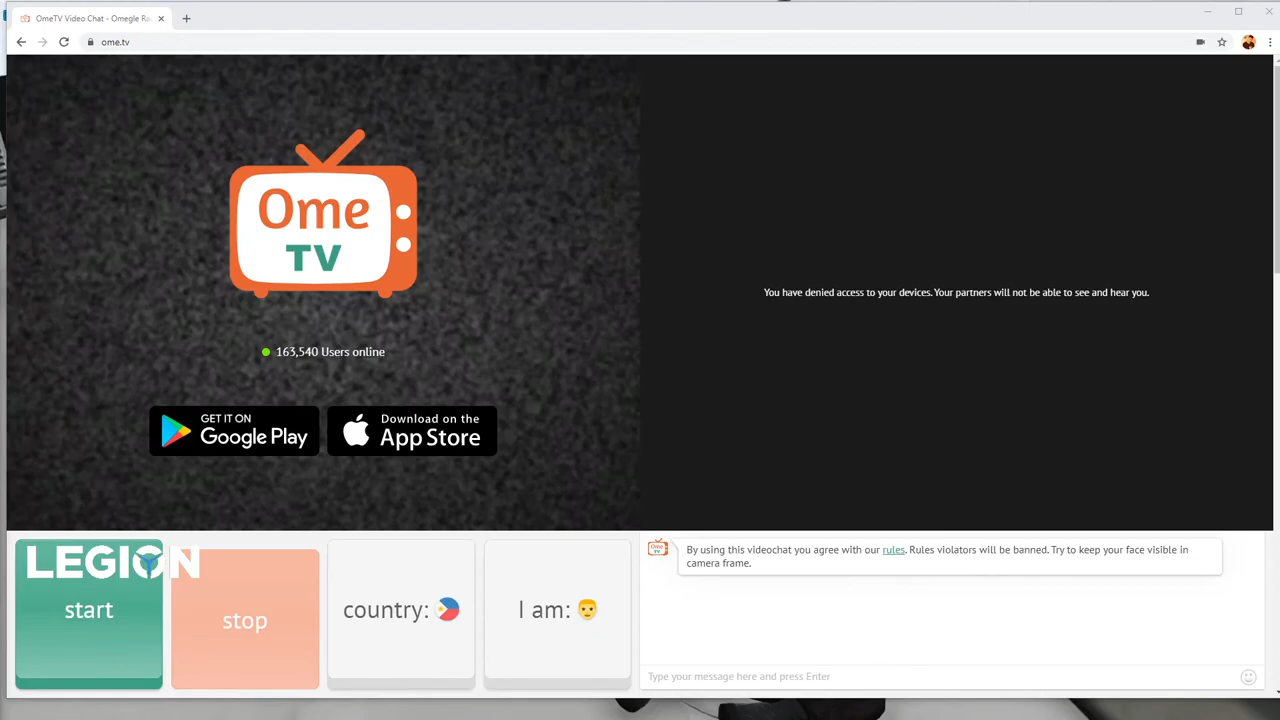 OmeTV Video Chat - Omegle Ra
ome.tv
Ome
TV
163,540 Users online
GET IT ON
Google Play
Download on the
App Store
You have denied access to your devices. Your partners will not be able to see and hear you.
LEGION
start
stop
country:
I am:
Ome
TV
By using this videochat you agree with our rules. Rules violators will be banned. Try to keep your face visible in
camera frame.
Type your message here and press Enter